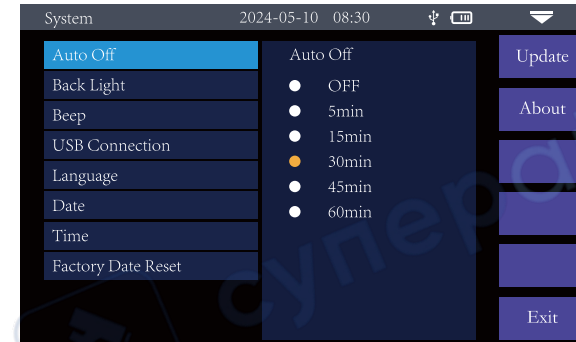 System 2024-05-10 08:30
Auto Off
Back Light
Beep
USB Connection
Language
Date
Time
Factory Date Reset
Auto Off
OFF
5min
15min
30min
45min
60min
Update
About
Exit